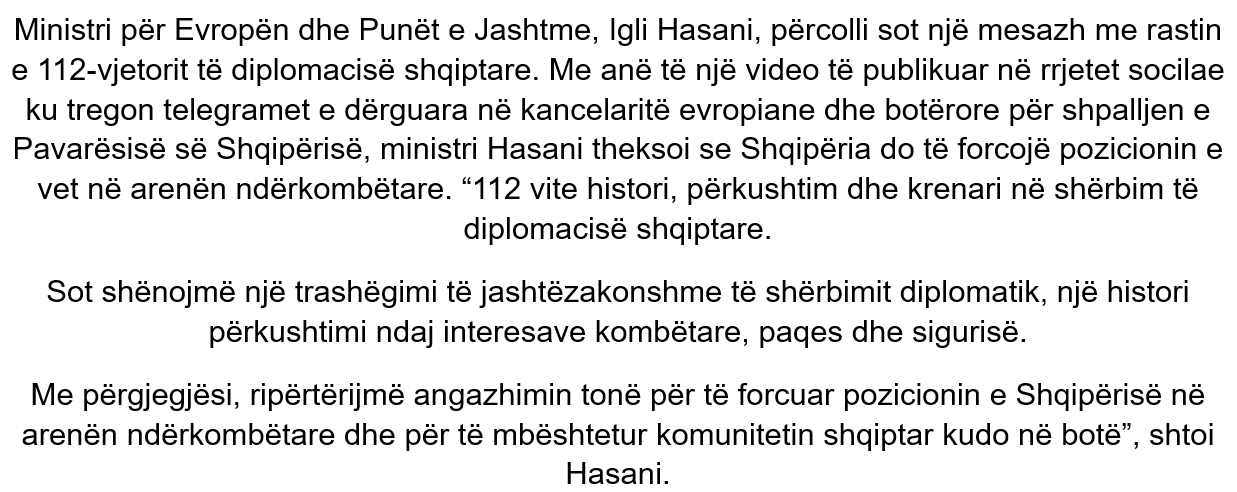 Ministri për Evropën dhe Punët e Jashtme, Igli Hasani, përcolli sot një mesazh me rastin
e 112-vjetorit të diplomacisë shqiptare. Me anë të një video të publikuar në rrjetet socilae
ku tregon telegramet e dërguara në kancelaritë evropiane dhe botërore për shpalljen e
Pavarësisë së Shqipërisë, ministri Hasani theksoi se Shqipëria do të forcojë pozicionin e
vet në arenën ndërkombëtare. “112 vite histori, përkushtim dhe krenari në shërbim të
diplomacisë shqiptare.
Sot shënojmë një trashëgimi të jashtëzakonshme të shërbimit diplomatik, një histori
përkushtimi ndaj interesave kombëtare, paqes dhe sigurisë.
Me përgjegjësi, ripërtërijmë angazhimin tonë për të forcuar pozicionin e Shqipërisë në
arenën ndërkombëtare dhe për të mbështetur komunitetin shqiptar kudo në botë”, shtoi
Hasani.